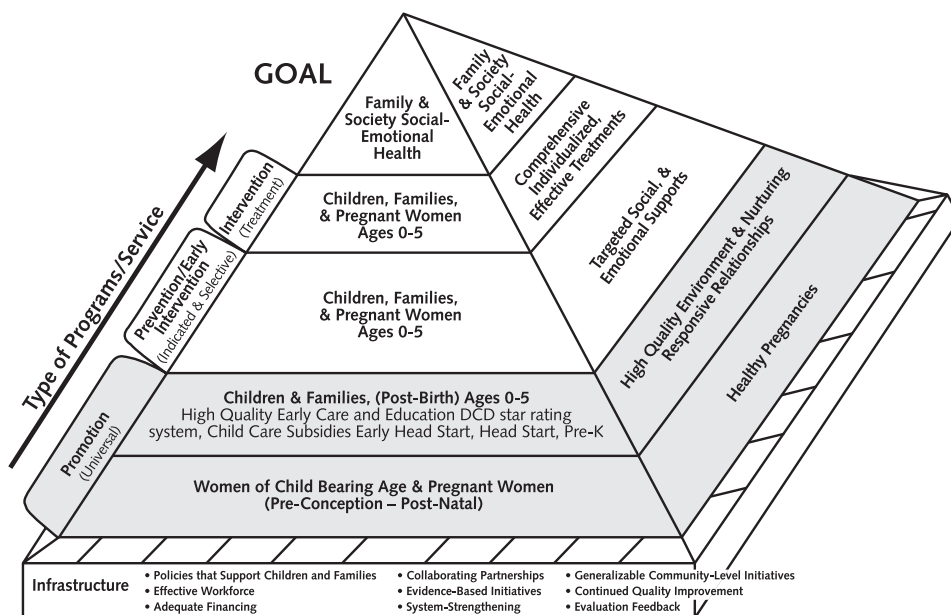 GOAL
Family &
Society Social-
Emotional
Health
Family
& Society
Social-
Emotional
Health
Type of Programs/Service
Intervention
(Treatment)
Children, Families,
& Pregnant Women
Ages 0-5
Comprehensive
Individualized,
Effective Treatments
Prevention/Early
Intervention
(Indicated & Selective)
Children, Families,
& Pregnant Women
Ages 0-5
Targeted Social, &
Emotional Supports
Promotion
(Universal)
Children & Families, (Post-Birth) Ages 0-5
High Quality Early Care and Education DCD star rating
system, Child Care Subsidies Early Head Start, Head Start, Pre-K
High Quality Environment & Nurturing
Responsive Relationships
Women of Child Bearing Age & Pregnant Women
(Pre-Conception – Post-Natal)
Healthy Pregnancies
Infrastructure
• Policies that Support Children and Families
• Effective Workforce
• Adequate Financing
• Collaborating Partnerships
• Evidence-Based Initiatives
• System-Strengthening
• Generalizable Community-Level Initiatives
• Continued Quality Improvement
• Evaluation Feedback